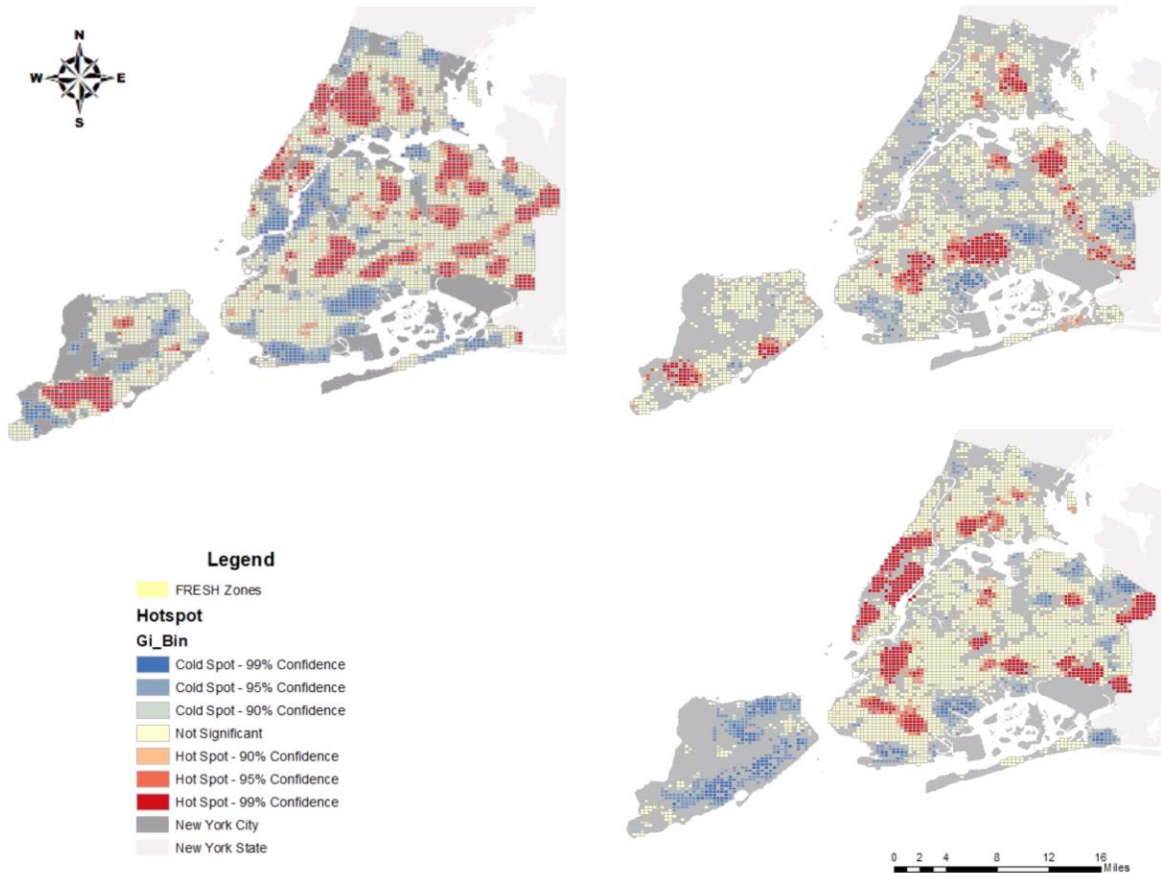 N
W E
S
Legend
FRESH Zones
Hotspot
Gi_Bin
Cold Spot - 99% Confidence
Cold Spot - 95% Confidence
Cold Spot - 90% Confidence
Not Significant
Hot Spot - 90% Confidence
Hot Spot - 95% Confidence
Hot Spot - 99% Confidence
New York City
New York State
0 2 4 8 12 16
Miles